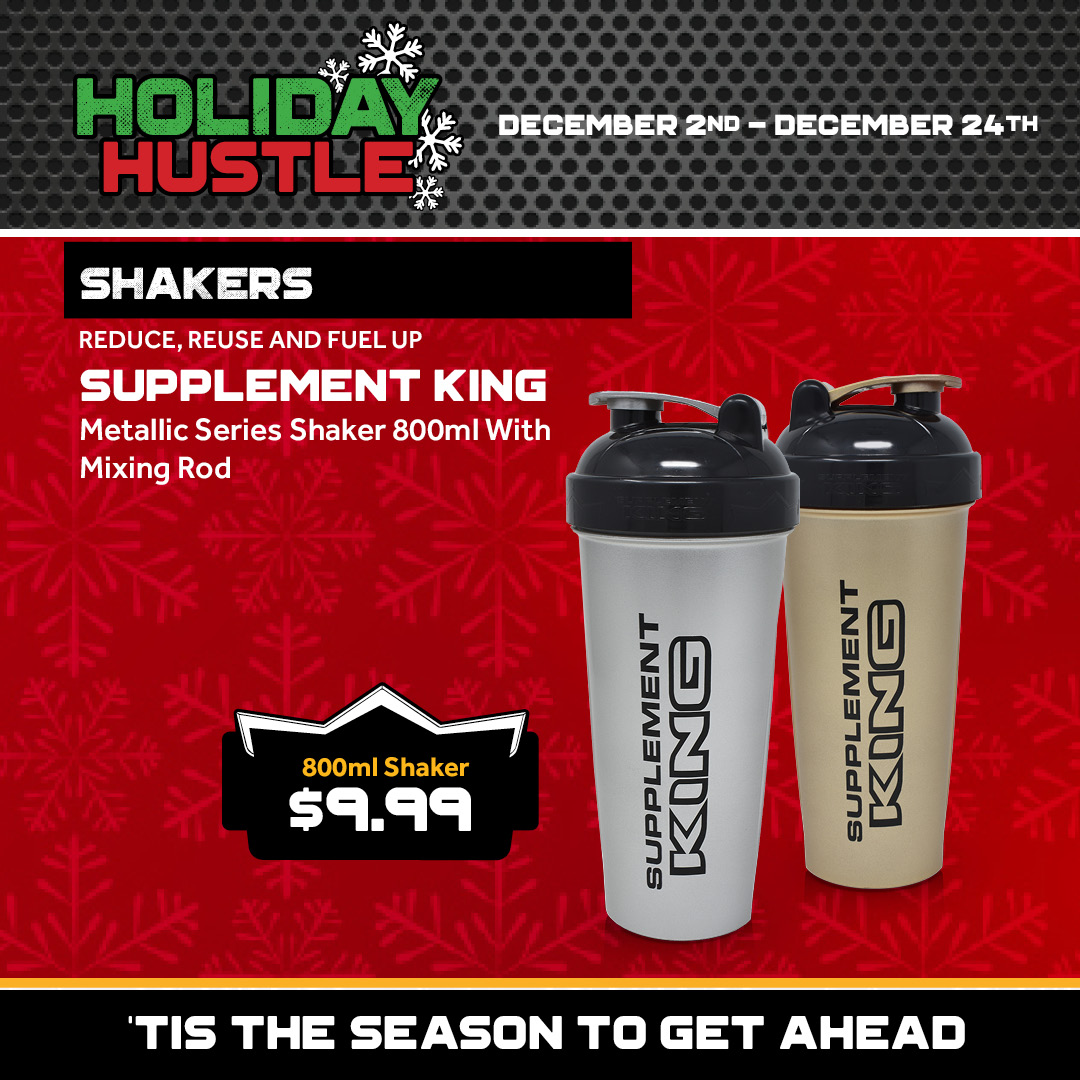 HOLIDAY
HUSTLE
DECEMBER 2ND – DECEMBER 24TH
SHAKERS
REDUCE, REUSE AND FUEL UP
SUPPLEMENT KING
Metallic Series Shaker 800ml With
Mixing Rod
800ml Shaker
$9.99
SUPPLEMENT
KING
SUPPLEMENT
KING
'TIS THE SEASON TO GET AHEAD